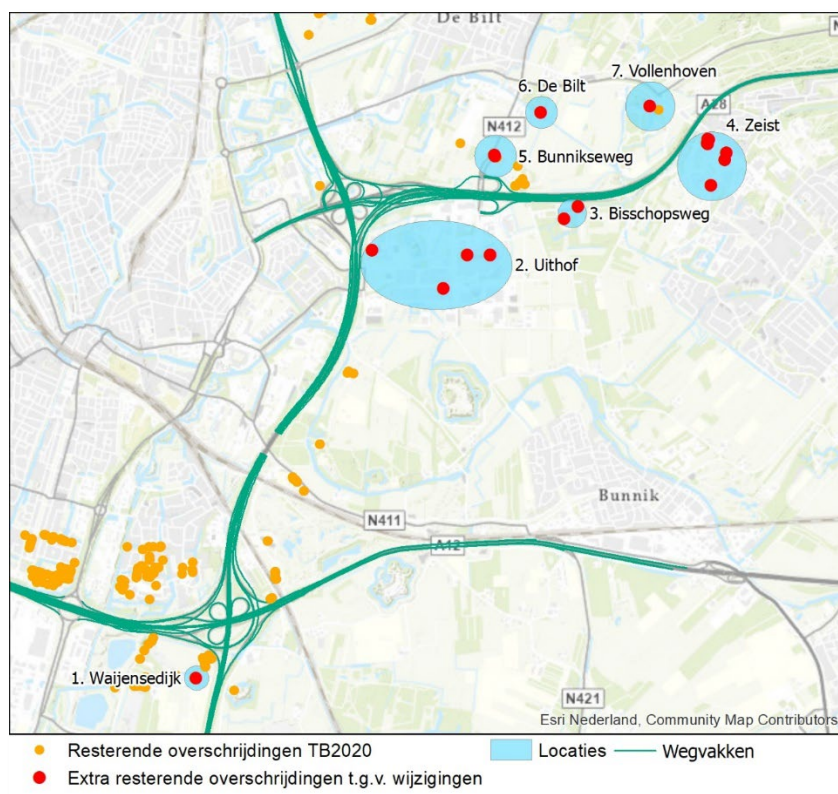 De Bilt
N
7. Vollenhoven
6. De Bilt
A28
4. Zeist
N412
5. Bunnikseweg
3. Bisschopsweg
2. Uithof
Bunnik
N411
A12
1. Waijensedijk
N421
Esri Nederland, Community Map Contributors
Resterende overschrijdingen TB2020
Locaties
Wegvakken
Extra resterende overschrijdingen t.g.v. wijzigingen